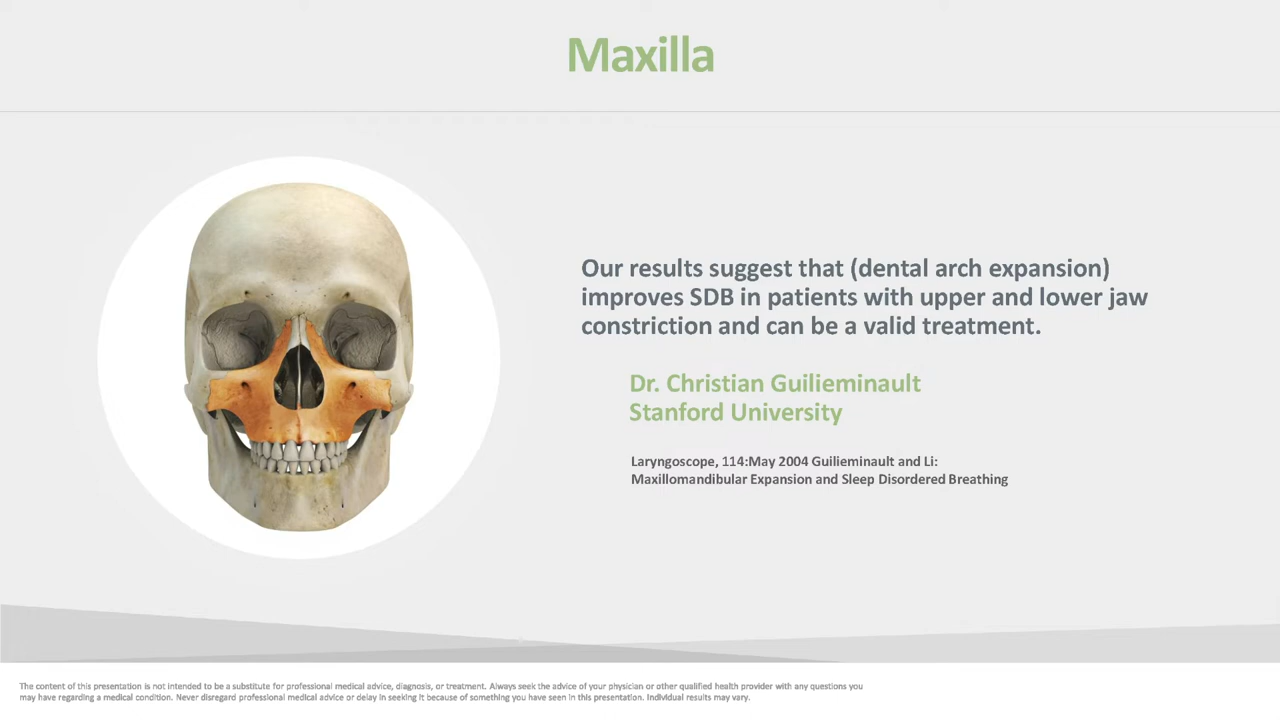 Maxilla
Our results suggest that (dental arch expansion)
improves SDB in patients with upper and lower jaw
constriction and can be a valid treatment.
Dr. Christian Guilieminault
Stanford University
Laryngoscope, 114:May 2004 Guilieminault and Li:
Maxillomandibular Expansion and Sleep Disordered Breathing
The content of this presentation is not intended to be a substitute for professional medical advice, diagnosis, or treatment. Always seek the advice of your physician or other qualified health provider with any questions you
may have regarding a medical condition. Never disregard professional medical advice or delay in seeking it because of something you have seen in this presentation. Individual results may vary.